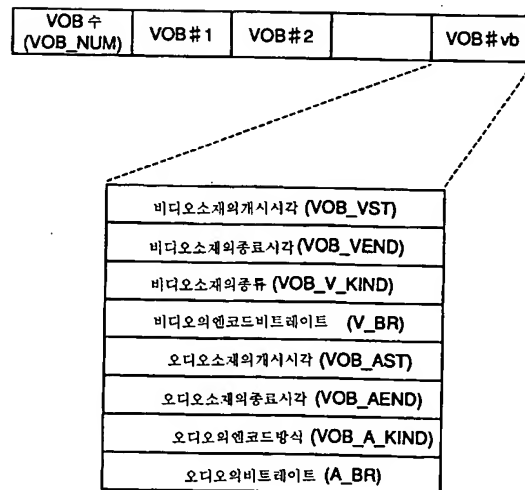 VOB 수
(VOB_NUM)
VOB#1
VOB#2
VOB#vb
비디오소재의개시시각 (VOB_VST)
비디오소재의종료시각 (VOB_VEND)
비디오소재의종류 (VOB_V_KIND)
비디오의엔코드비트레이트 (V_BR)
오디오소재의개시시각 (VOB_AST)
오디오소재의종료시각 (VOB_AEND)
오디오의엔코드방식 (VOB_A_KIND)
오디오의비트레이트 (A_BR)